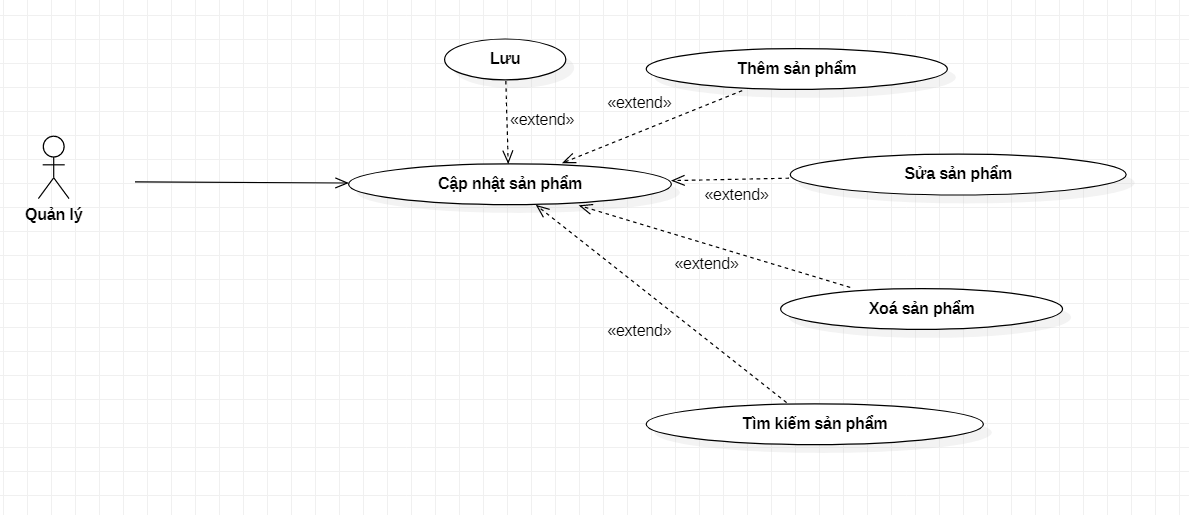 Lưu
Thêm sản phẩm
«extend»
«extend»
Cập nhật sản phẩm
Sửa sản phẩm
«extend»
Quản lý
«extend»
Xoá sản phẩm
«extend»
Tìm kiếm sản phẩm